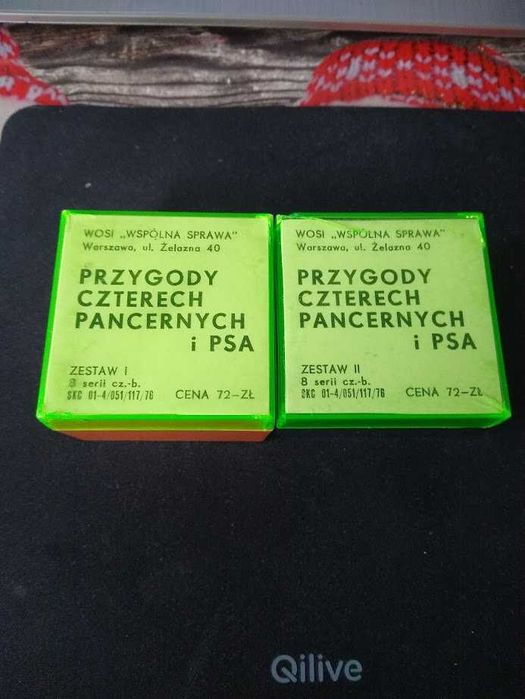 WOSI „WSPÓLNA SPRAWA"
Warszawa, ul. Żelazna 40
PRZYGODY
CZTERECH
PANCERNYCH
i PSA
ZESTAW I
8 serii cz.-b.
SKC 01-4/051/117/76
CENA 72-ZŁ
WOSI „WSPÓLNA SPRAWA"
Warszawa, ul. Żelazna 40
PRZYGODY
CZTERECH
PANCERNYCH
i PSA
ZESTAW II
8 serii cz.-b.
SKC 01-4/051/117/76
CENA 72-ZŁ
Qilive